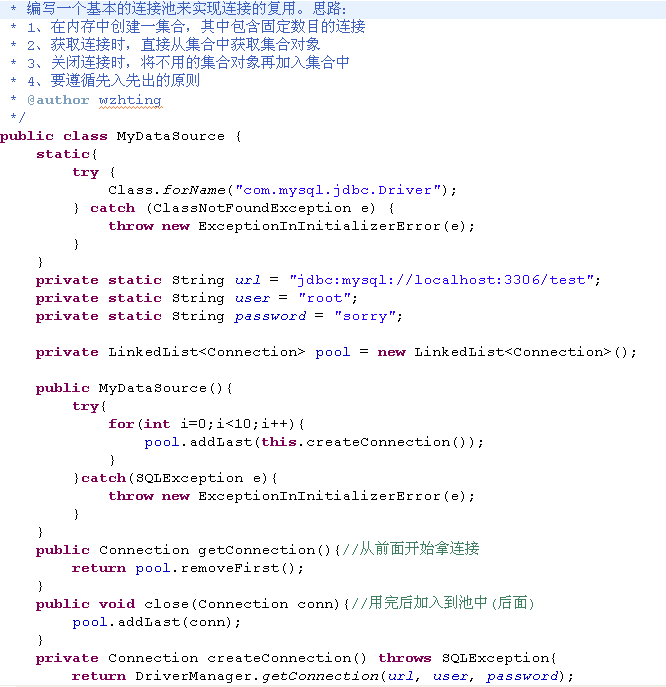 * 编写一个基本的连接池来实现连接的复用。思路:
* 1、在内存中创建一集合，其中包含固定数目的连接
* 2、获取连接时，直接从集合中获取集合对象
* 3、关闭连接时，将不用的集合对象再加入集合中
* 4、要遵循先入先出的原则
* @author wzhting
*/
public class MyDataSource {
    static{
        try {
            Class.forName("com.mysql.jdbc.Driver");
        } catch (ClassNotFoundException e) {
            throw new ExceptionInInitializerError(e);
        }
    }
    private static String url = "jdbc:mysql://localhost:3306/test";
    private static String user = "root";
    private static String password = "sorry";
    private LinkedList<Connection> pool = new LinkedList<Connection>();
    public MyDataSource(){
        try{
            for(int i=0;i<10;i++){
                pool.addLast(this.createConnection());
            }
        }catch(SQLException e){
            throw new ExceptionInInitializerError(e);
        }
    }
    public Connection getConnection(){//从前面开始拿连接
        return pool.removeFirst();
    }
    public void close(Connection conn){//用完后加入到池中(后面)
        pool.addLast(conn);
    }
    private Connection createConnection() throws SQLException{
        return DriverManager.getConnection(url, user, password);